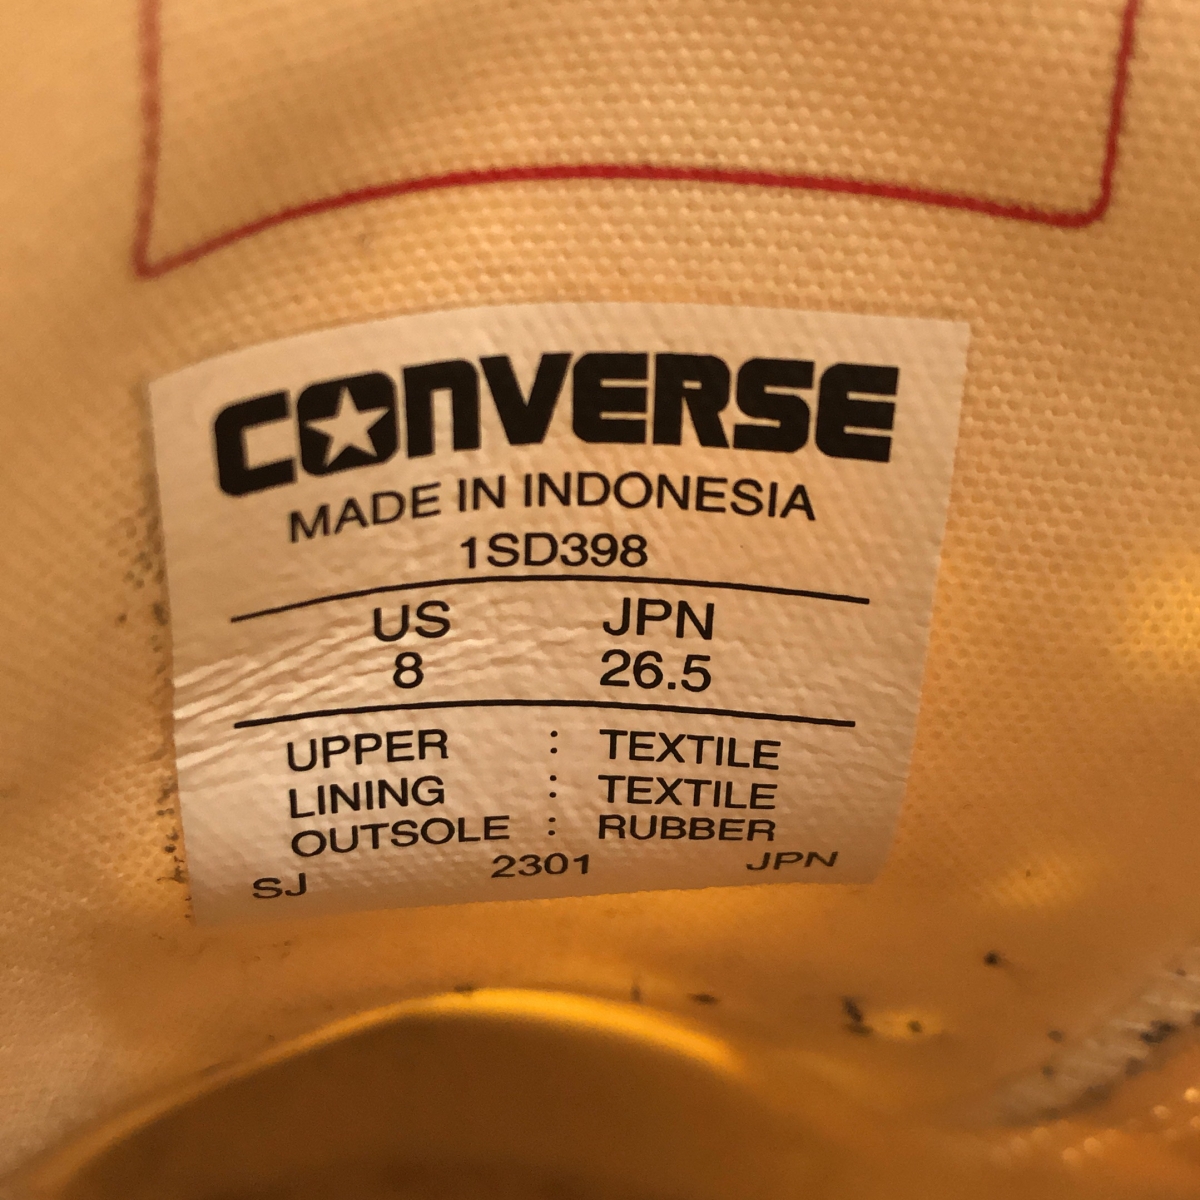 CONVERSE
MADE IN INDONESIA
1SD398
US JPN
8 26.5
UPPER : TEXTILE
LINING : TEXTILE
OUTSOLE : RUBBER
SJ 2301 JPN